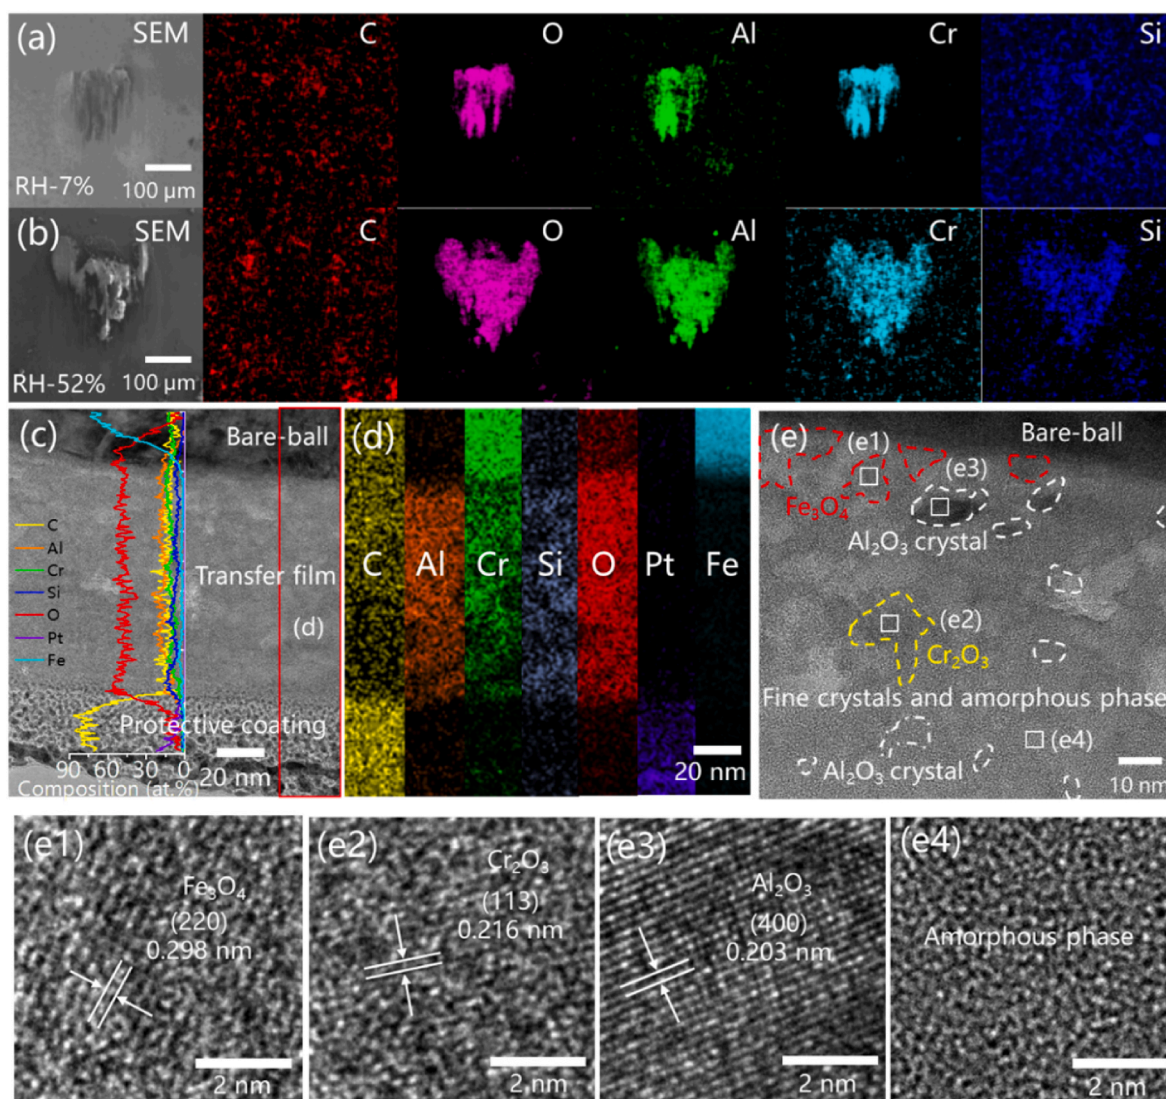 (a) SEM C O Al Cr Si
RH-7% 100 μm
(b) SEM C O Al Cr Si
RH-52% 100 μm
(c) Bare-ball
C
Al
Cr
Si
O
Pt
Fe
Transfer film
(d)
Protective coating
20 nm
90 60 30 0
Composition (at.%)
(d)
C Al Cr Si O Pt Fe
20 nm
(e) Bare-ball
(e1)
(e3)
Fe₃O₄
Al₂O₃ crystal
(e2)
Cr₂O₃
Fine crystals and amorphous phase
(e4)
Al₂O₃ crystal
10 nm
(e1)
Fe₃O₄
(220)
0.298 nm
2 nm
(e2)
Cr₂O₃
(113)
0.216 nm
2 nm
(e3)
Al₂O₃
(400)
0.203 nm
2 nm
(e4)
Amorphous phase
2 nm